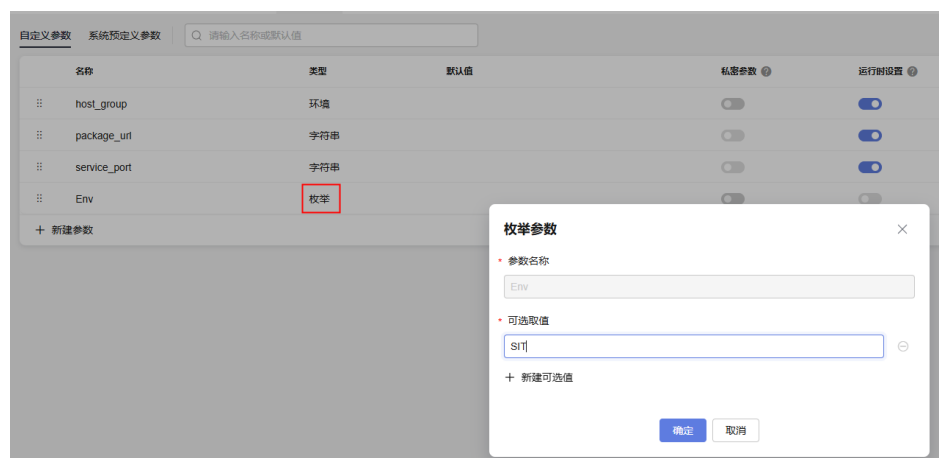 自定义参数 系统预定义参数 请输入名称或默认值
名称 类型 默认值 私密参数 运行时设置
host_group 环境
package_url 字符串
service_port 字符串
Env 枚举
+ 新建参数
枚举参数
* 参数名称
Env
* 可选取值
SIT
+ 新建可选值
确定 取消